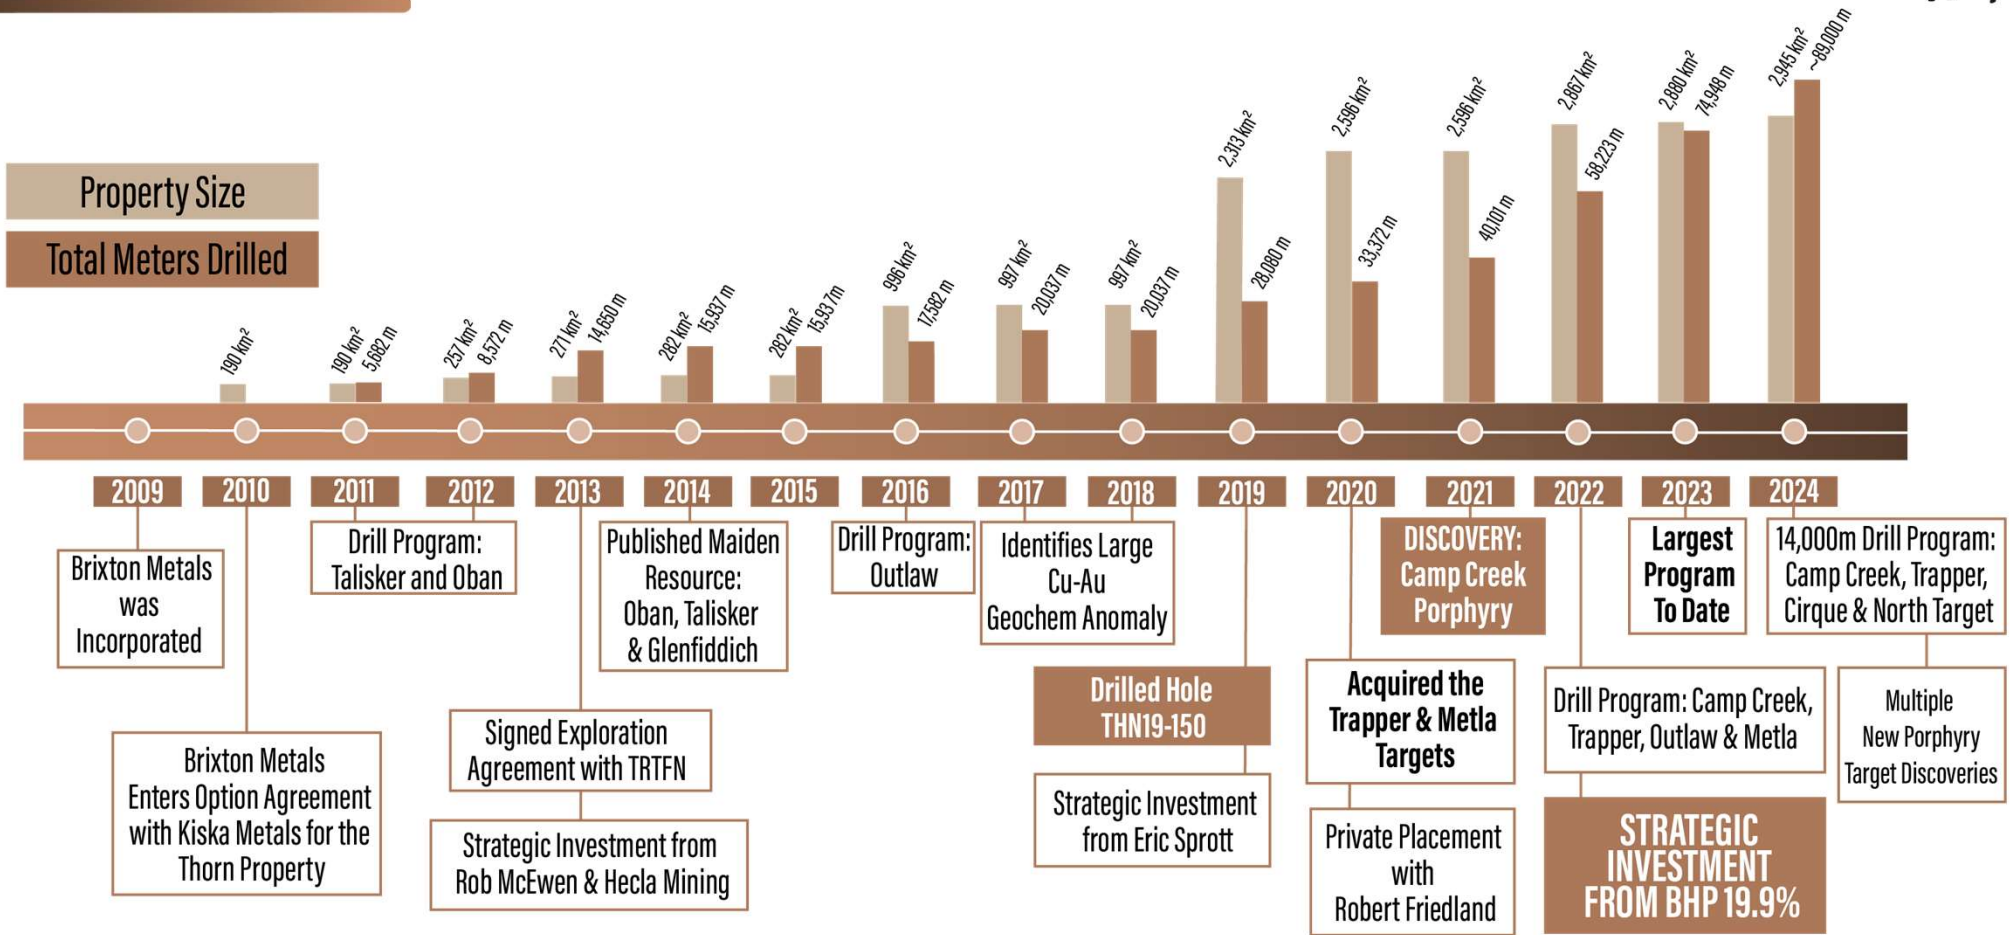 Property Size
Total Meters Drilled
190 km²
190 km²
5,682 m
257 km²
8,572 m
271 km²
14,650 m
282 km²
15,937 m
282 km²
15,937m
996 km²
17,582 m
997 km²
20,037 m
997 km²
20,037 m
2,313 km²
28,080 m
2,596 km²
33,372 m
2,596 km²
40,101 m
2,867 km²
58,223 m
2,880 km²
74,948 m
2,945 km²
~89,000 m
2009
2010
2011
2012
2013
2014
2015
2016
2017
2018
2019
2020
2021
2022
2023
2024
Brixton Metals
was
Incorporated
Brixton Metals
Enters Option Agreement
with Kiska Metals for the
Thorn Property
Drill Program:
Talisker and Oban
Signed Exploration
Agreement with TRTFN
Strategic Investment from
Rob McEwen & Hecla Mining
Published Maiden
Resource:
Oban, Talisker
& Glenfiddich
Drill Program:
Outlaw
Identifies Large
Cu-Au
Geochem Anomaly
Drilled Hole
THN19-150
Strategic Investment
from Eric Sprott
Acquired the
Trapper & Metla
Targets
Private Placement
with
Robert Friedland
DISCOVERY:
Camp Creek
Porphyry
Drill Program: Camp Creek,
Trapper, Outlaw & Metla
STRATEGIC
INVESTMENT
FROM BHP 19.9%
Largest
Program
To Date
14,000m Drill Program:
Camp Creek, Trapper,
Cirque & North Target
Multiple
New Porphyry
Target Discoveries